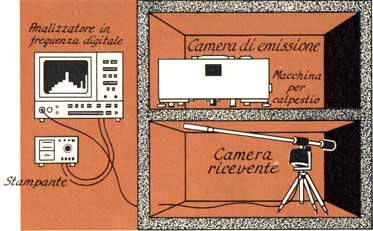 Analizzatore in
frequenza digitale
Camera di emissione
Macchina
per
calpestio
Camera
ricevente
Stampante